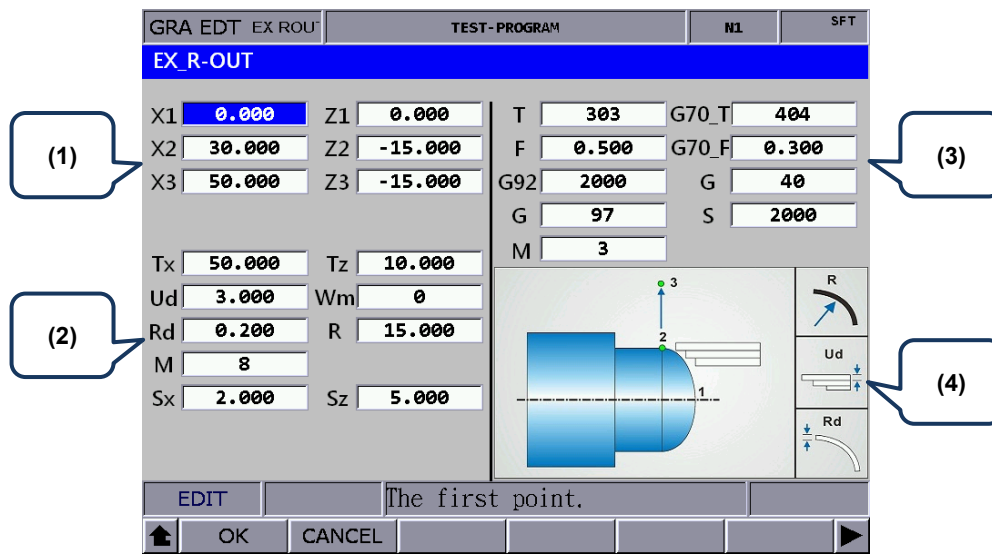 GRA EDT EX ROU TEST-PROGRAM N1 SFT
EX_R-OUT
X1 0.000 Z1 0.000 T 303 G70_T 404
X2 30.000 Z2 -15.000 F 0.500 G70_F 0.300
X3 50.000 Z3 -15.000 G92 2000 G 40
G 97 S 2000
M 3
Tx 50.000 Tz 10.000
Ud 3.000 Wm 0
Rd 0.200 R 15.000
M 8
Sx 2.000 Sz 5.000
3
2
1
R
Ud
Rd
(1)
(2)
(3)
(4)
EDIT The first point.
OK CANCEL